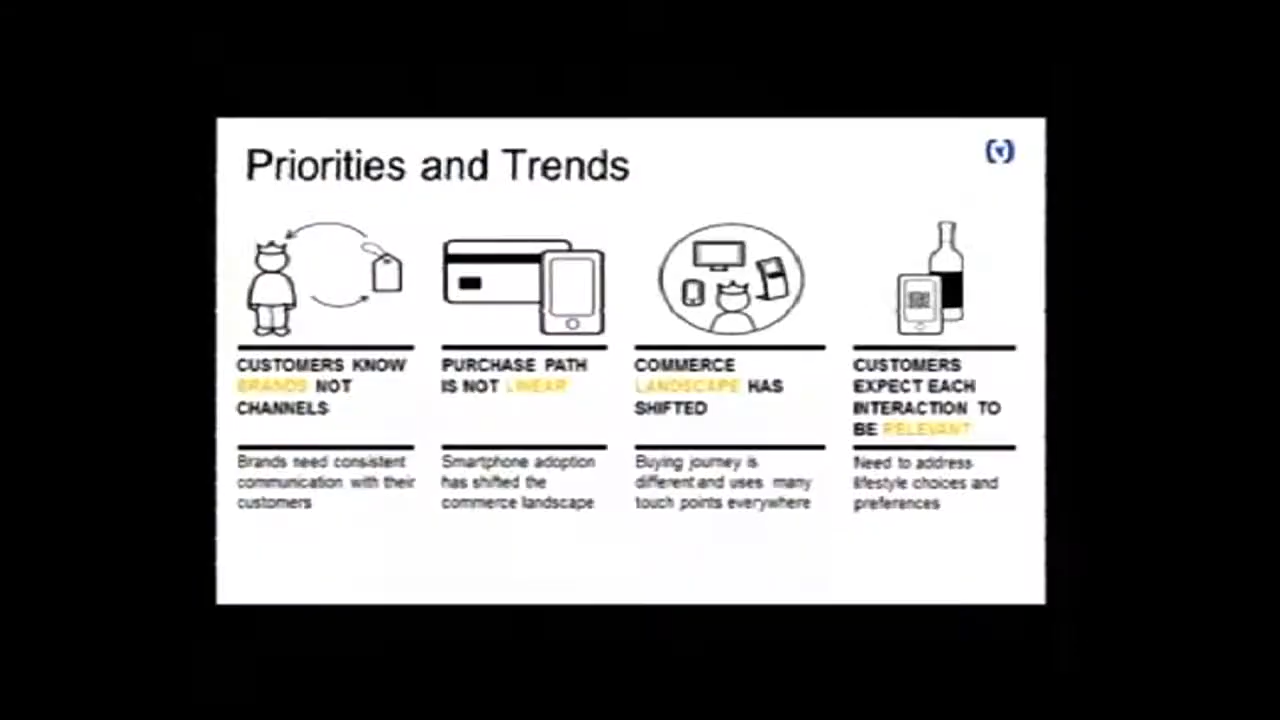 Priorities and Trends
CUSTOMERS KNOW
BRANDS NOT
CHANNELS
Brands need consistent
communication with their
customers
PURCHASE PATH
IS NOT LINEAR
Smartphone adoption
has shifted the
commerce landscape
COMMERCE
LANDSCAPE HAS
SHIFTED
Buying journey is
different and uses many
touch points everywhere
CUSTOMERS
EXPECT EACH
INTERACTION TO
BE RELEVANT
Need to address
lifestyle choices and
preferences